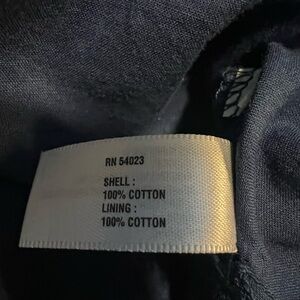 RN 54023
SHELL :
100% COTTON
LINING :
100% COTTON